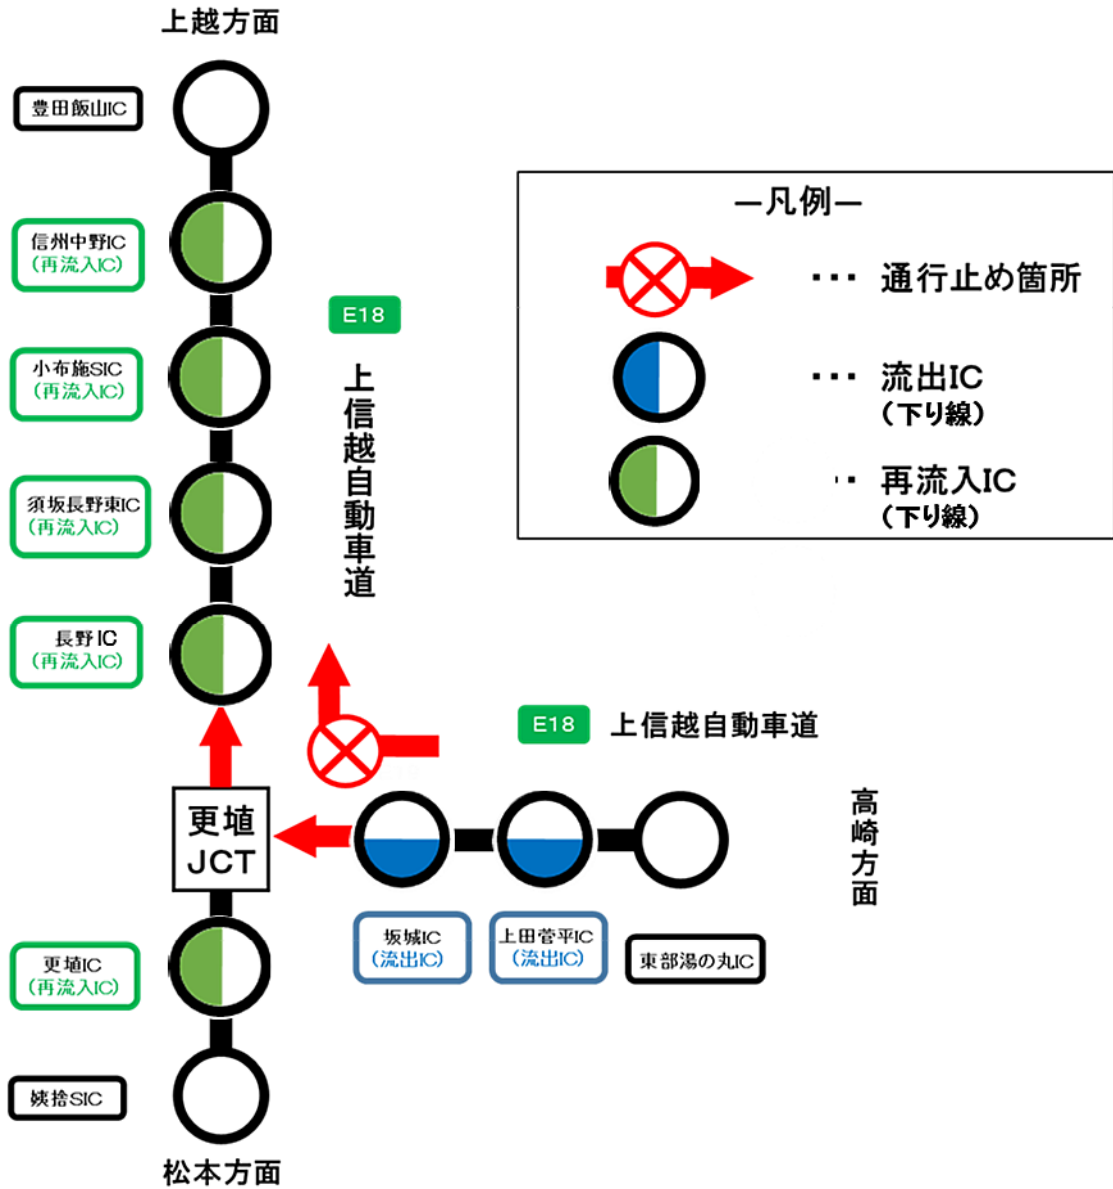 上越方面
豊田飯山IC
信州中野IC
(再流入IC)
小布施SIC
(再流入IC)
須坂長野東IC
(再流入IC)
長野IC
(再流入IC)
E18
上信越自動車道
―凡例―
… 通行止め箇所
… 流出IC
(下り線)
‥ 再流入IC
(下り線)
E18 上信越自動車道
高崎方面
更埴
JCT
坂城IC
(流出IC)
上田菅平IC
(流出IC)
東部湯の丸IC
更埴IC
(再流入IC)
姨捨SIC
松本方面